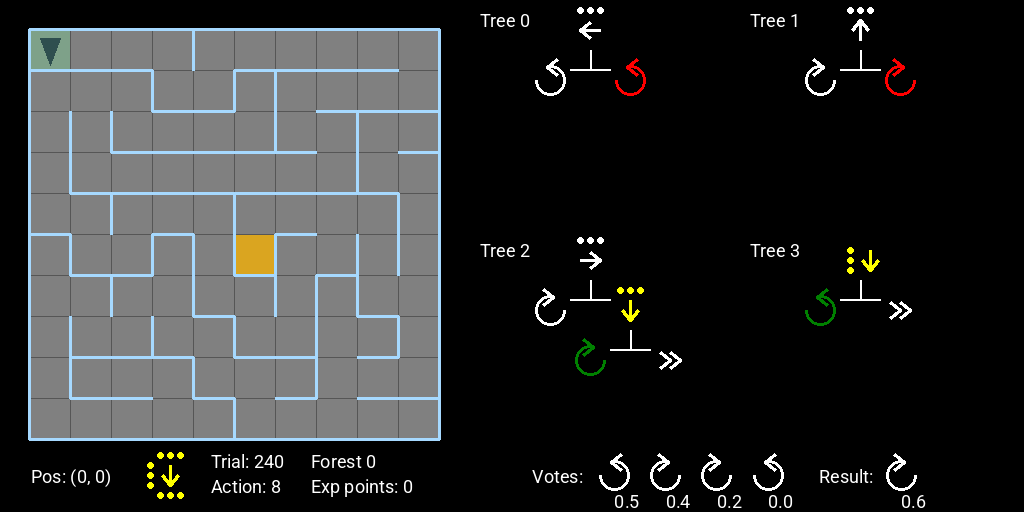 Tree 0
Tree 1
Tree 2
Tree 3
Pos: (0, 0)
Trial: 240
Forest 0
Action: 8
Exp points: 0
Votes:
0.5
0.4
0.2
0.0
Result:
0.6